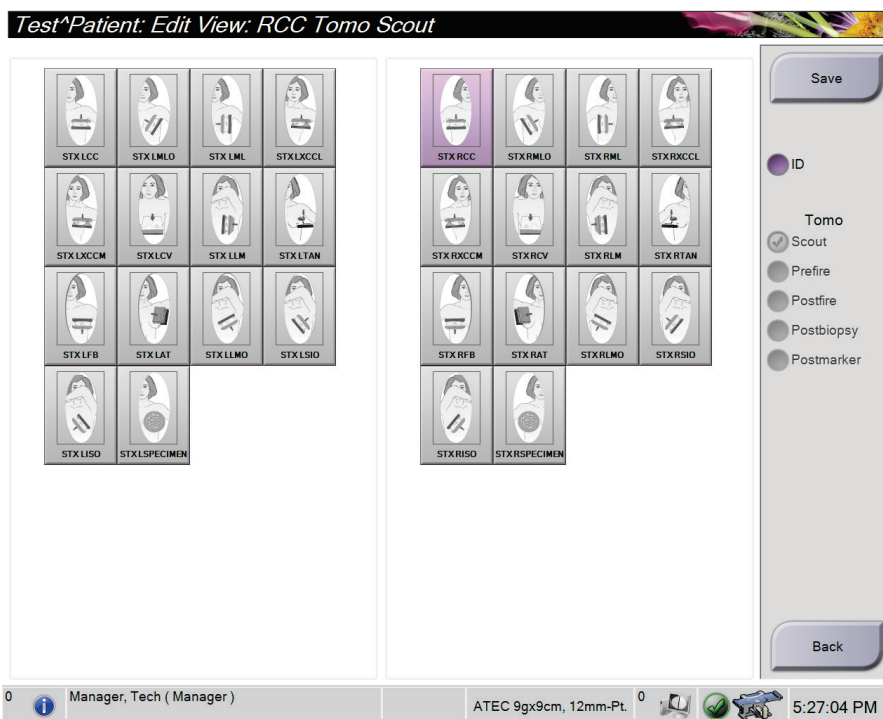 Test^Patient: Edit View: RCC Tomo Scout
STX LCC
STX LMLO
STX LML
STX LXCCL
STX LXCCM
STX LCV
STX LLM
STX LTAN
STX LFB
STX LAT
STX LLMO
STX LSIO
STX LISO
STX LSPECIMEN
STX RCC
STX RMLO
STX RML
STX RXCCL
STX RXCCM
STX RCV
STX RLM
STX RTAN
STX RFB
STX RAT
STX RLMO
STX RSIO
STX RISO
STX RSPECIMEN
Save
ID
Tomo
Scout
Prefire
Postfire
Postbiopsy
Postmarker
Back
0
Manager, Tech ( Manager )
ATEC 9gx9cm, 12mm-Pt.
0
5:27:04 PM